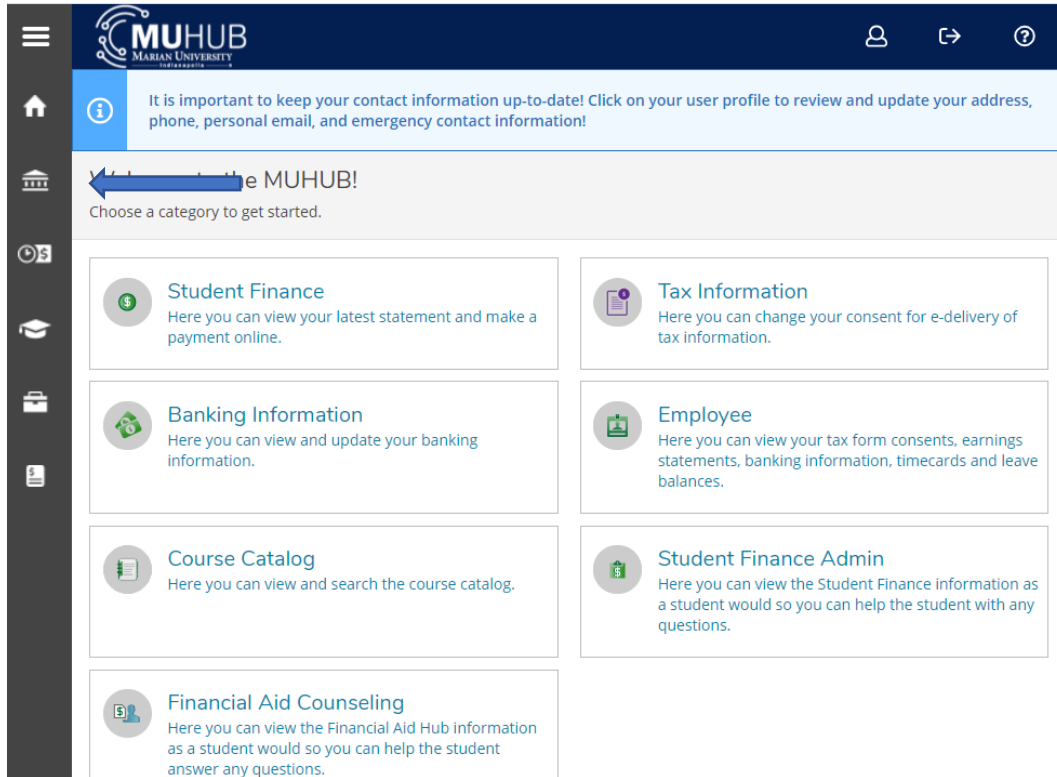 MUHUB
MARIAN UNIVERSITY
Indianapolis
It is important to keep your contact information up-to-date! Click on your user profile to review and update your address,
phone, personal email, and emergency contact information!
the MUHUB!
Choose a category to get started.
Student Finance
Here you can view your latest statement and make a
payment online.
Tax Information
Here you can change your consent for e-delivery of
tax information.
Banking Information
Here you can view and update your banking
information.
Employee
Here you can view your tax form consents, earnings
statements, banking information, timecards and leave
balances.
Course Catalog
Here you can view and search the course catalog.
Student Finance Admin
Here you can view the Student Finance information as
a student would so you can help the student with any
questions.
Financial Aid Counseling
Here you can view the Financial Aid Hub information
as a student would so you can help the student
answer any questions.